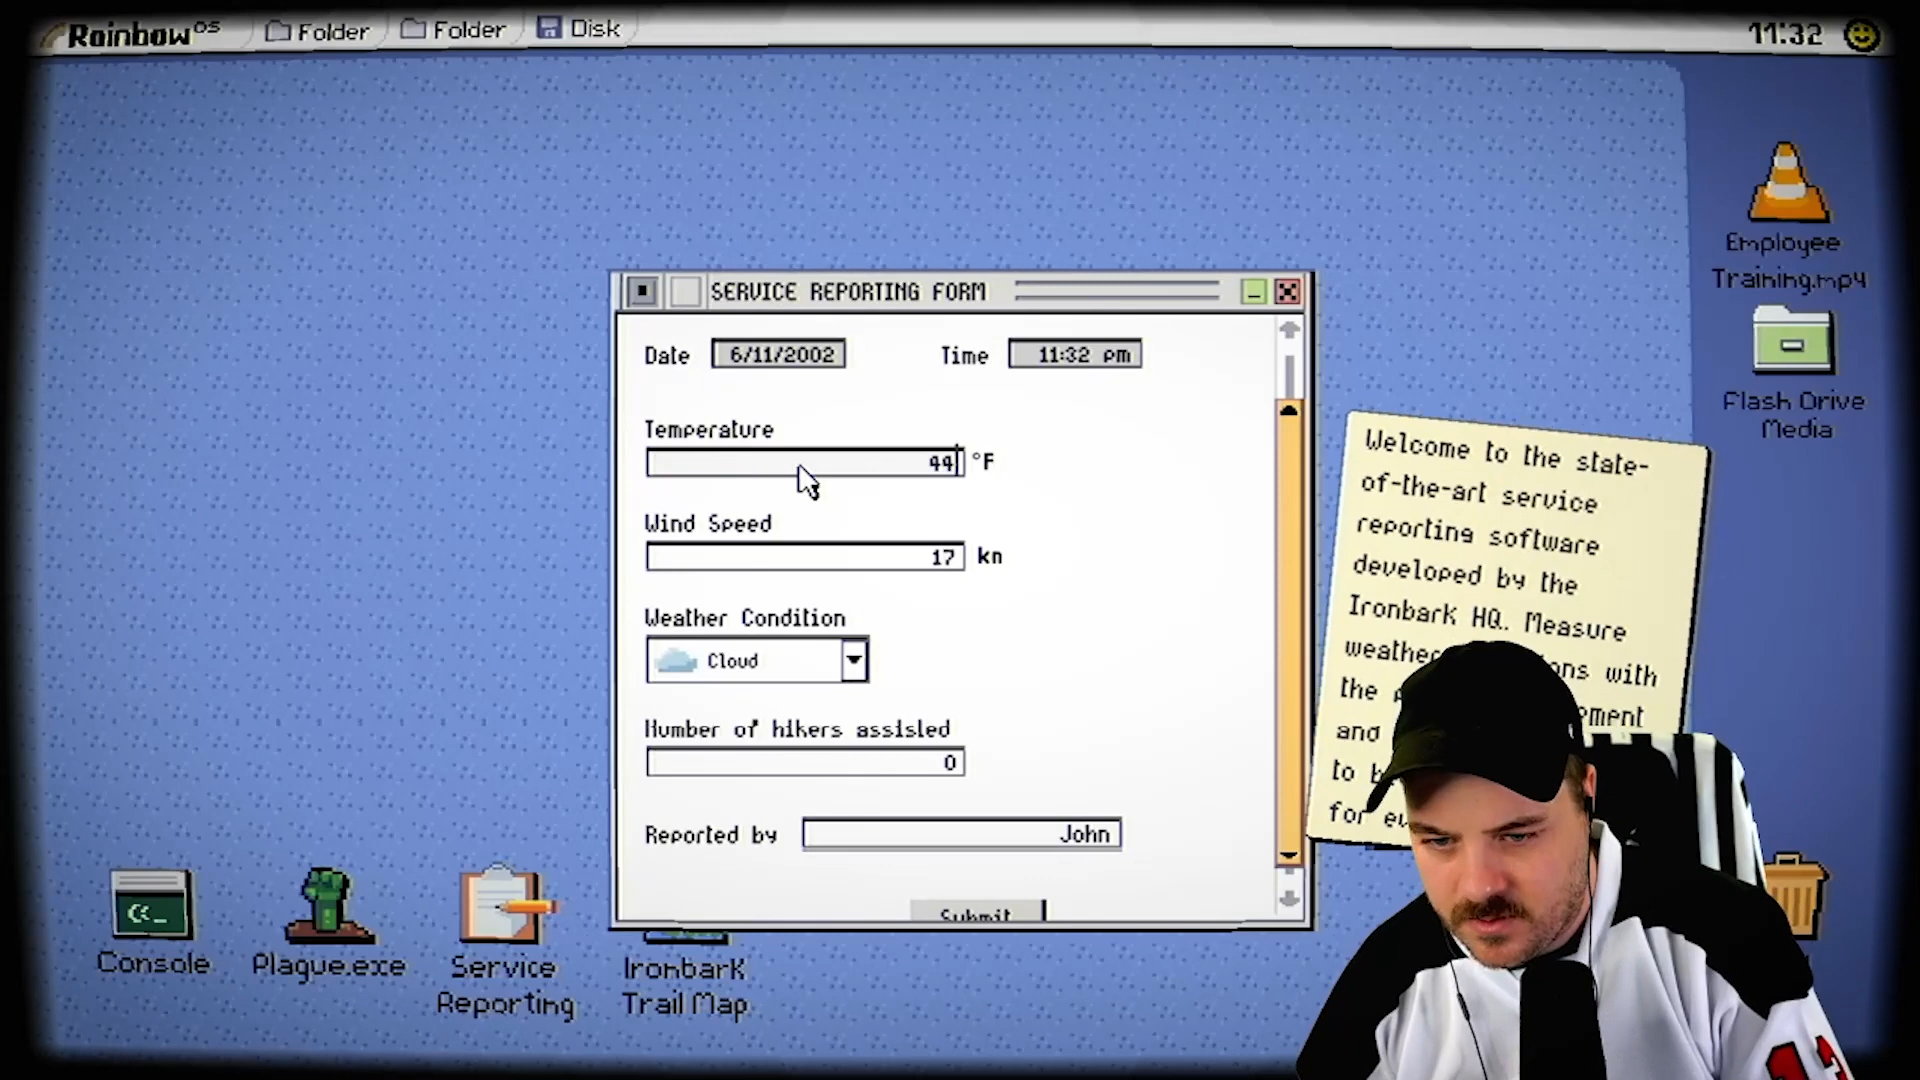 Rainbow OS
Folder
Folder
Disk
11:32
Employee
Training.mp4
Flash Drive
Media
SERVICE REPORTING FORM
Date 6/11/2002 Time 11:32 pm
Temperature
44 °F
Wind Speed
17 kn
Weather Condition
Cloud
Number of hikers assisted
0
Reported by John
Submit
Welcome to the state-
of-the-art service
reporting software
developed by the
Ironbark HQ. Measure
with
the
and
to
for
Console
Plague.exe
Service
Reporting
Ironbark
Trail Map